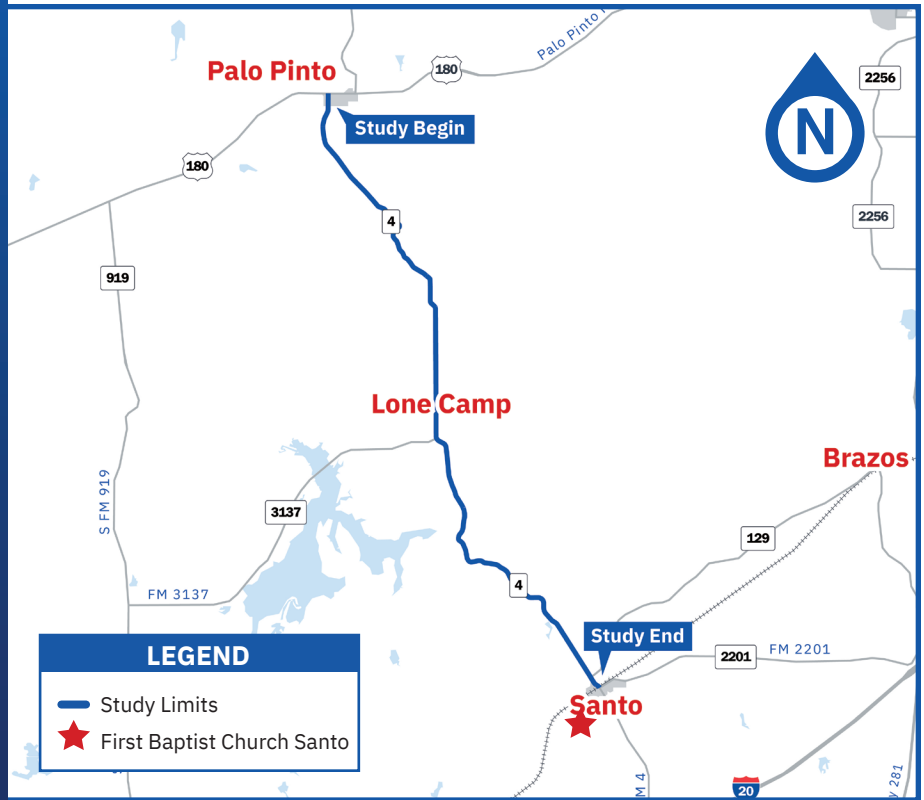 Palo Pinto
180
Palo Pinto
2256
N
Study Begin
180
4
2256
919
Lone Camp
Brazos
S FM 919
3137
129
4
FM 3137
Study End
2201
FM 2201
LEGEND
Study Limits
First Baptist Church Santo
Santo
M 4
20
y 281